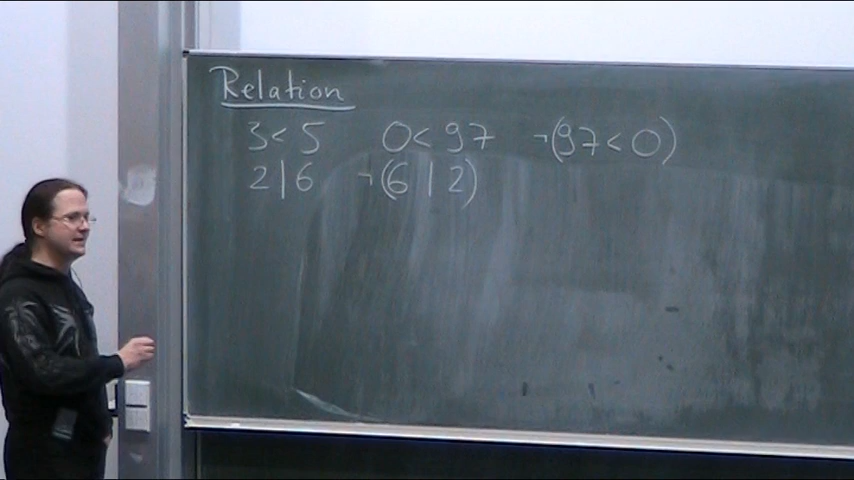 Relation
3 < 5 0 < 97 ¬(97 < 0)
2 | 6 ¬(6 | 2)